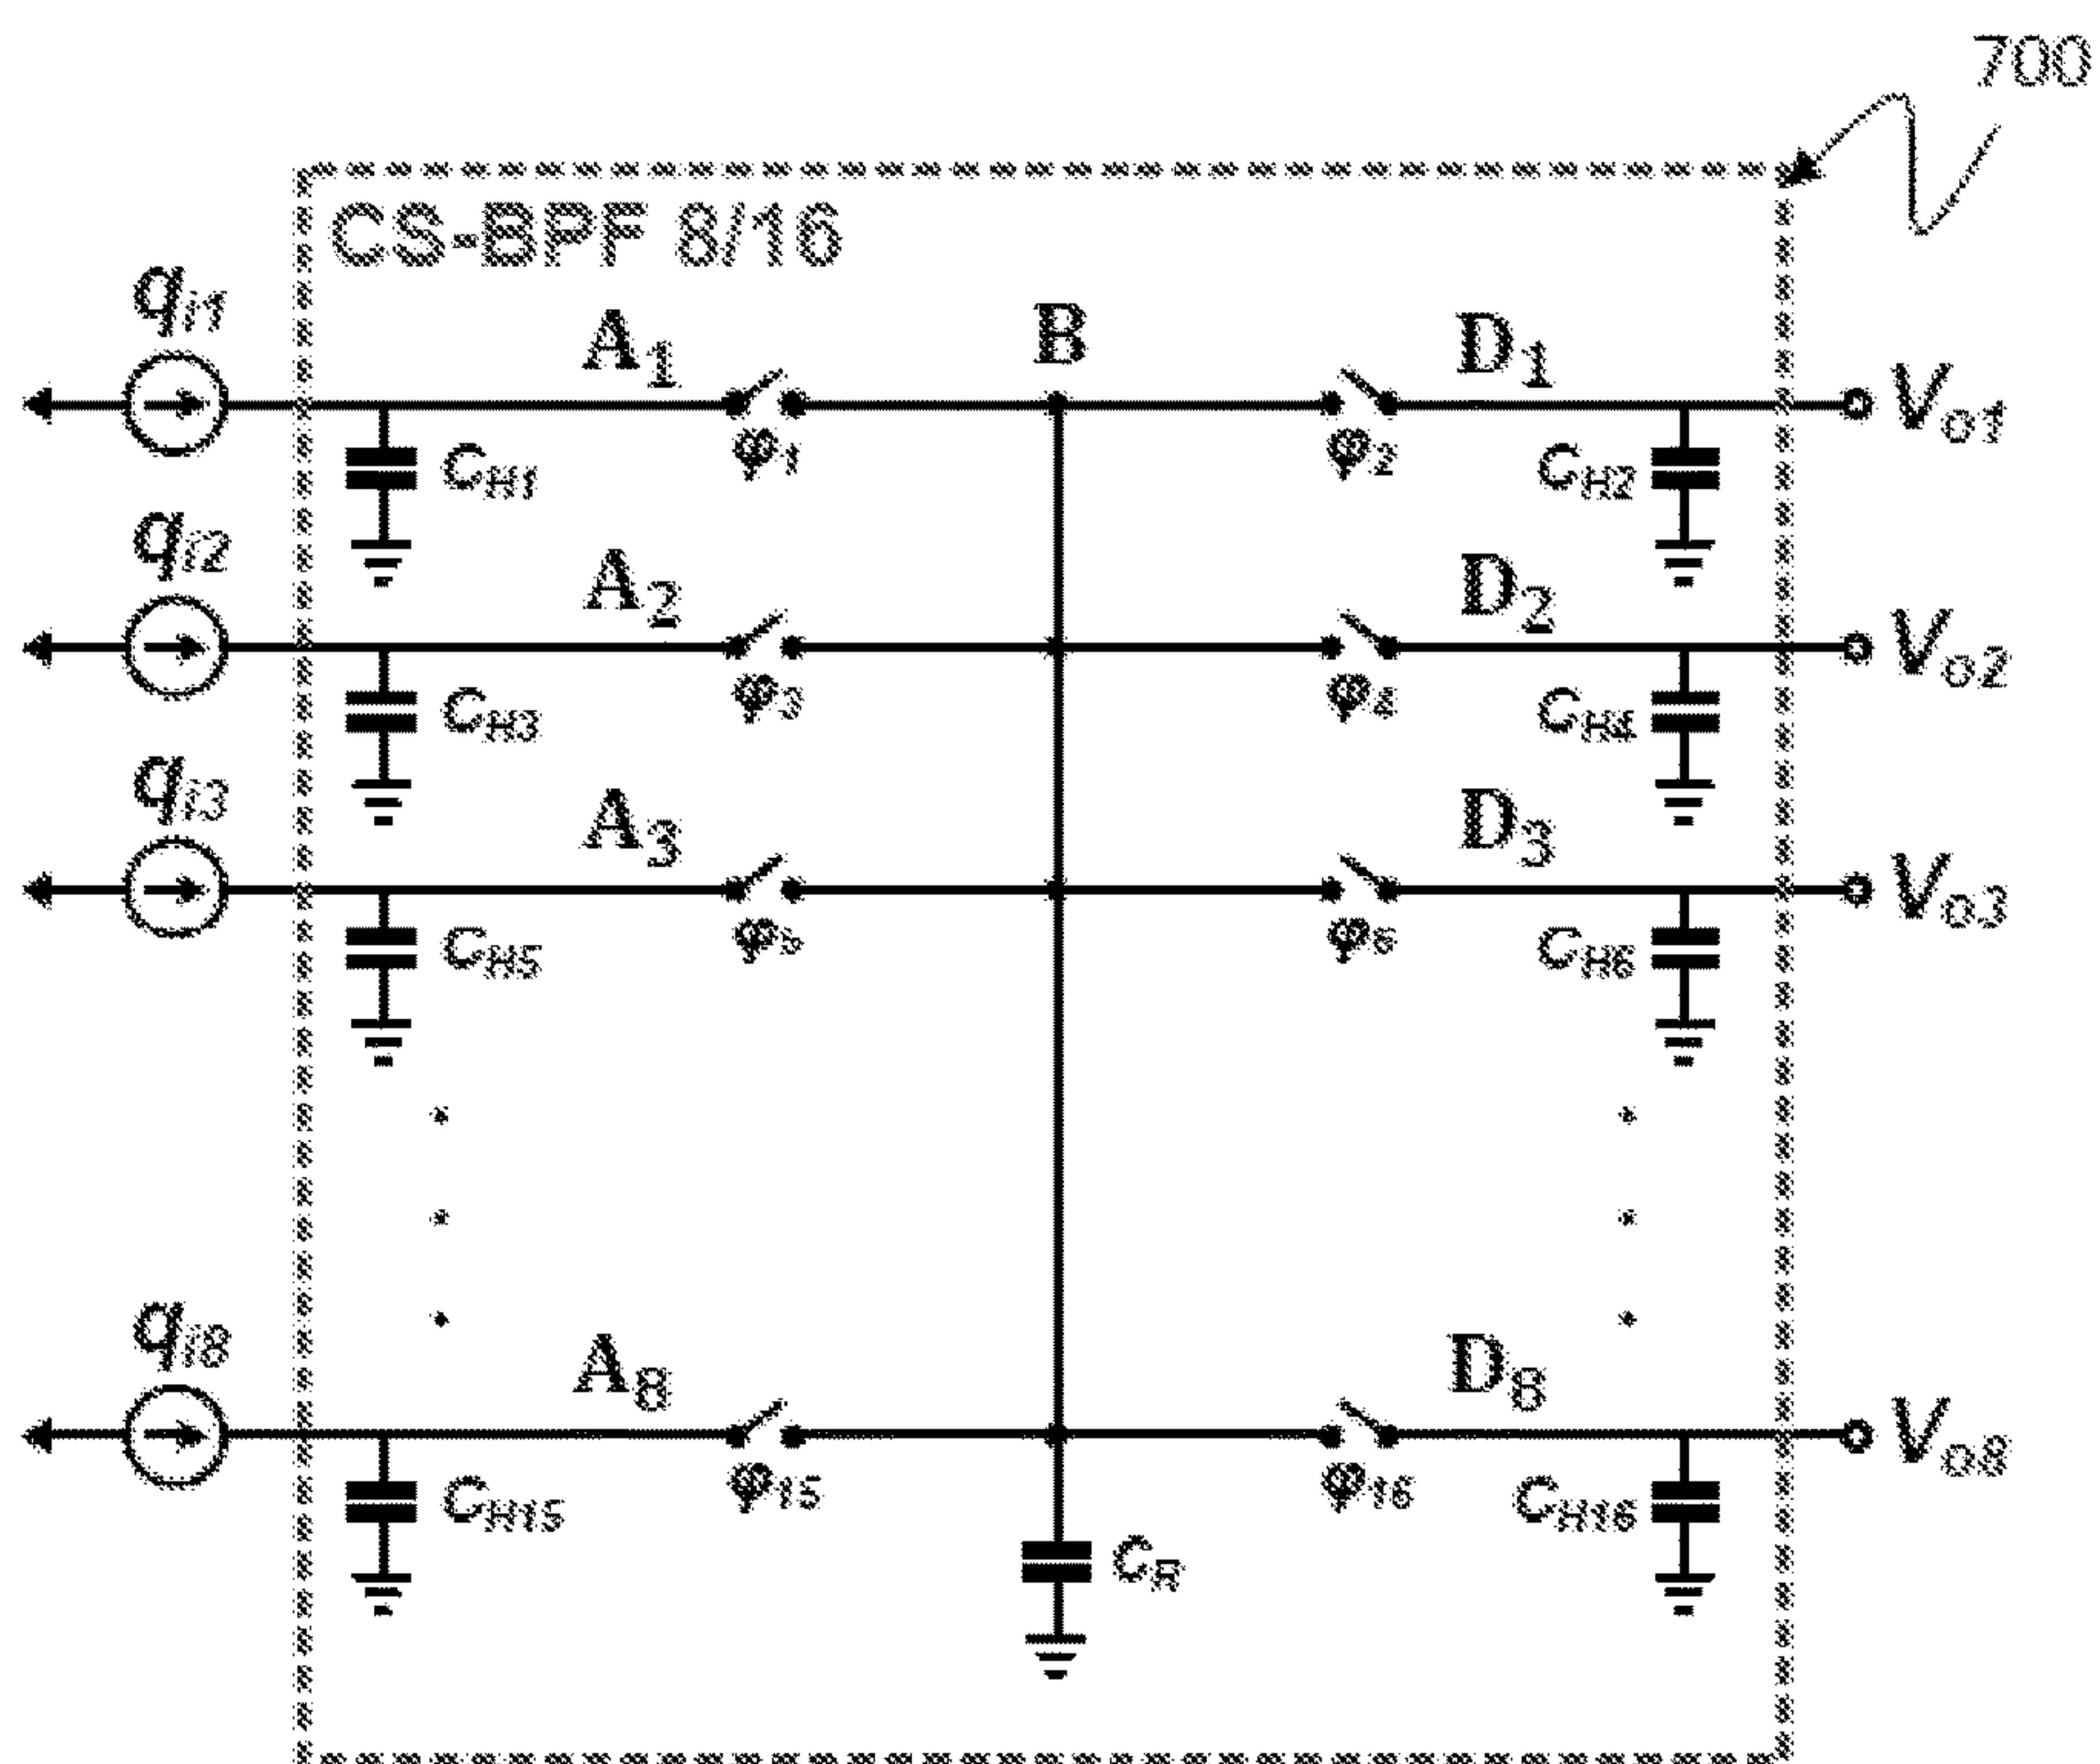 700
CS-BPF 8/16
qi1 A1 B D1 Vo1
φ1 φ2
CH1 CH2
qi2 A2 D2 Vo2
φ3 φ4
CH3 CH4
qi3 A3 D3 Vo3
φ5 φ6
CH5 CH6
qi8 A8 D8 Vo8
φ15 φ16
CH15 CH16
CR